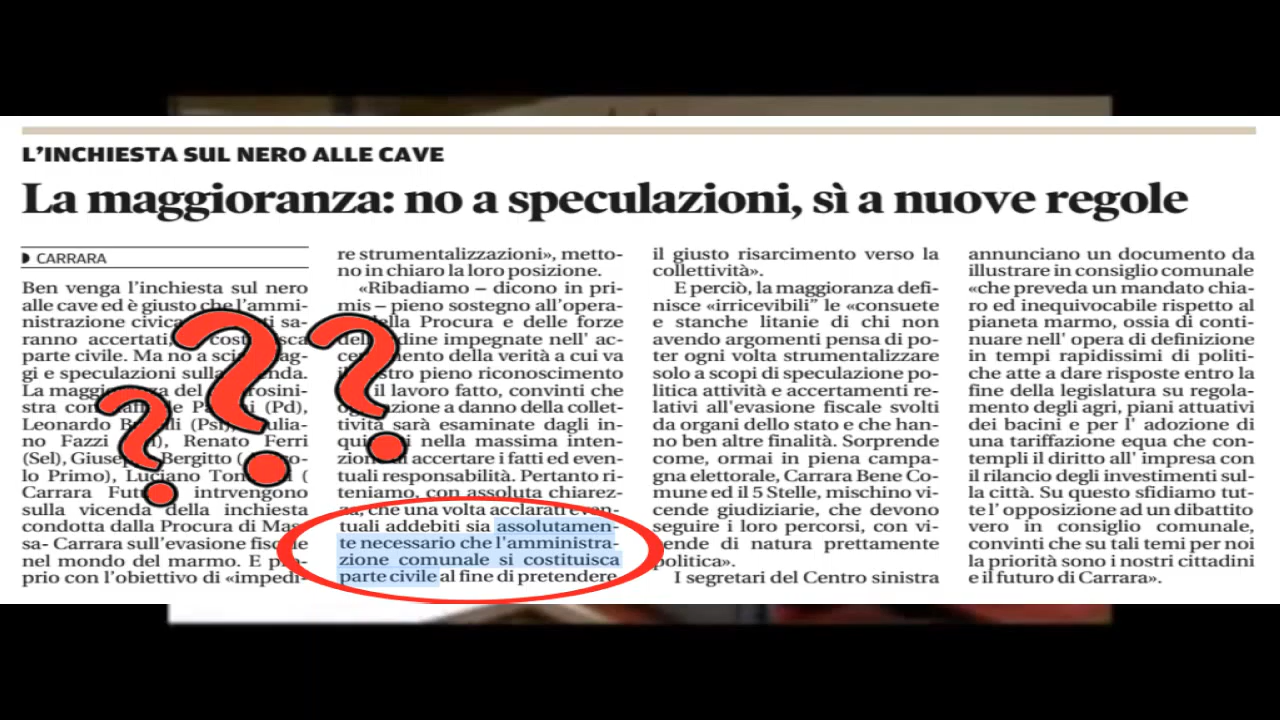 L'INCHIESTA SUL NERO ALLE CAVE
La maggioranza: no a speculazioni, sì a nuove regole
CARRARA
Ben venga l'inchiesta sul nero
alle cave ed è giusto che l'ammi-
nistrazione civica sa-
ranno accertati,
parte civile. Ma no a
gi e speculazioni sulla
La
stra
Leonardo (Psi),
no Fazzi Renato Ferri
(Sel), Bergitto (
lo Primo), Luciano (
Carrara intrvengono
sulla vicenda della inchiesta
condotta dalla Procura di Mas-
sa- Carrara sull'evasione fiscale
nel mondo del marmo. E pro-
prio con l'obiettivo di «impedi-
re strumentalizzazioni», metto-
no in chiaro la loro posizione.
«Ribadiamo – dicono in pri-
mis – pieno sostegno all'opera-
della Procura e delle forze
dell'ordine impegnate nell' ac-
certamento della verità a cui va
il nostro pieno riconoscimento
il lavoro fatto, convinti che
a danno della collet-
tività sarà esaminate dagli in-
nella massima inten-
di accertare i fatti ed even-
tuali responsabilità. Pertanto ri-
teniamo, con assoluta chiarez-
za, che una volta acclarati even-
tuali addebiti sia assolutamen-
te necessario che l'amministra-
zione comunale si costituisca
parte civile al fine di pretendere
il giusto risarcimento verso la
collettività».
E perciò, la maggioranza defi-
nisce «irricevibili” le «consuete
e stanche litanie di chi non
avendo argomenti pensa di po-
ter ogni volta strumentalizzare
solo a scopi di speculazione po-
litica attività e accertamenti re-
lativi all'evasione fiscale svolti
da organi dello stato e che han-
no ben altre finalità. Sorprende
come, ormai in piena campa-
gna elettorale, Carrara Bene Co-
mune ed il 5 Stelle, mischino vi-
cende giudiziarie, che devono
seguire i loro percorsi, con vi-
cende di natura prettamente
politica».
I segretari del Centro sinistra
annunciano un documento da
illustrare in consiglio comunale
«che preveda un mandato chia-
ro ed inequivocabile rispetto al
pianeta marmo, ossia di conti-
nuare nell' opera di definizione
in tempi rapidissimi di politi-
che atte a dare risposte entro la
fine della legislatura su regola-
mento degli agri, piani attuativi
dei bacini e per l' adozione di
una tariffazione equa che con-
templi il diritto all' impresa con
il rilancio degli investimenti sul-
la città. Su questo sfidiamo tut-
te l' opposizione ad un dibattito
vero in consiglio comunale,
convinti che su tali temi per noi
la priorità sono i nostri cittadini
e il futuro di Carrara».